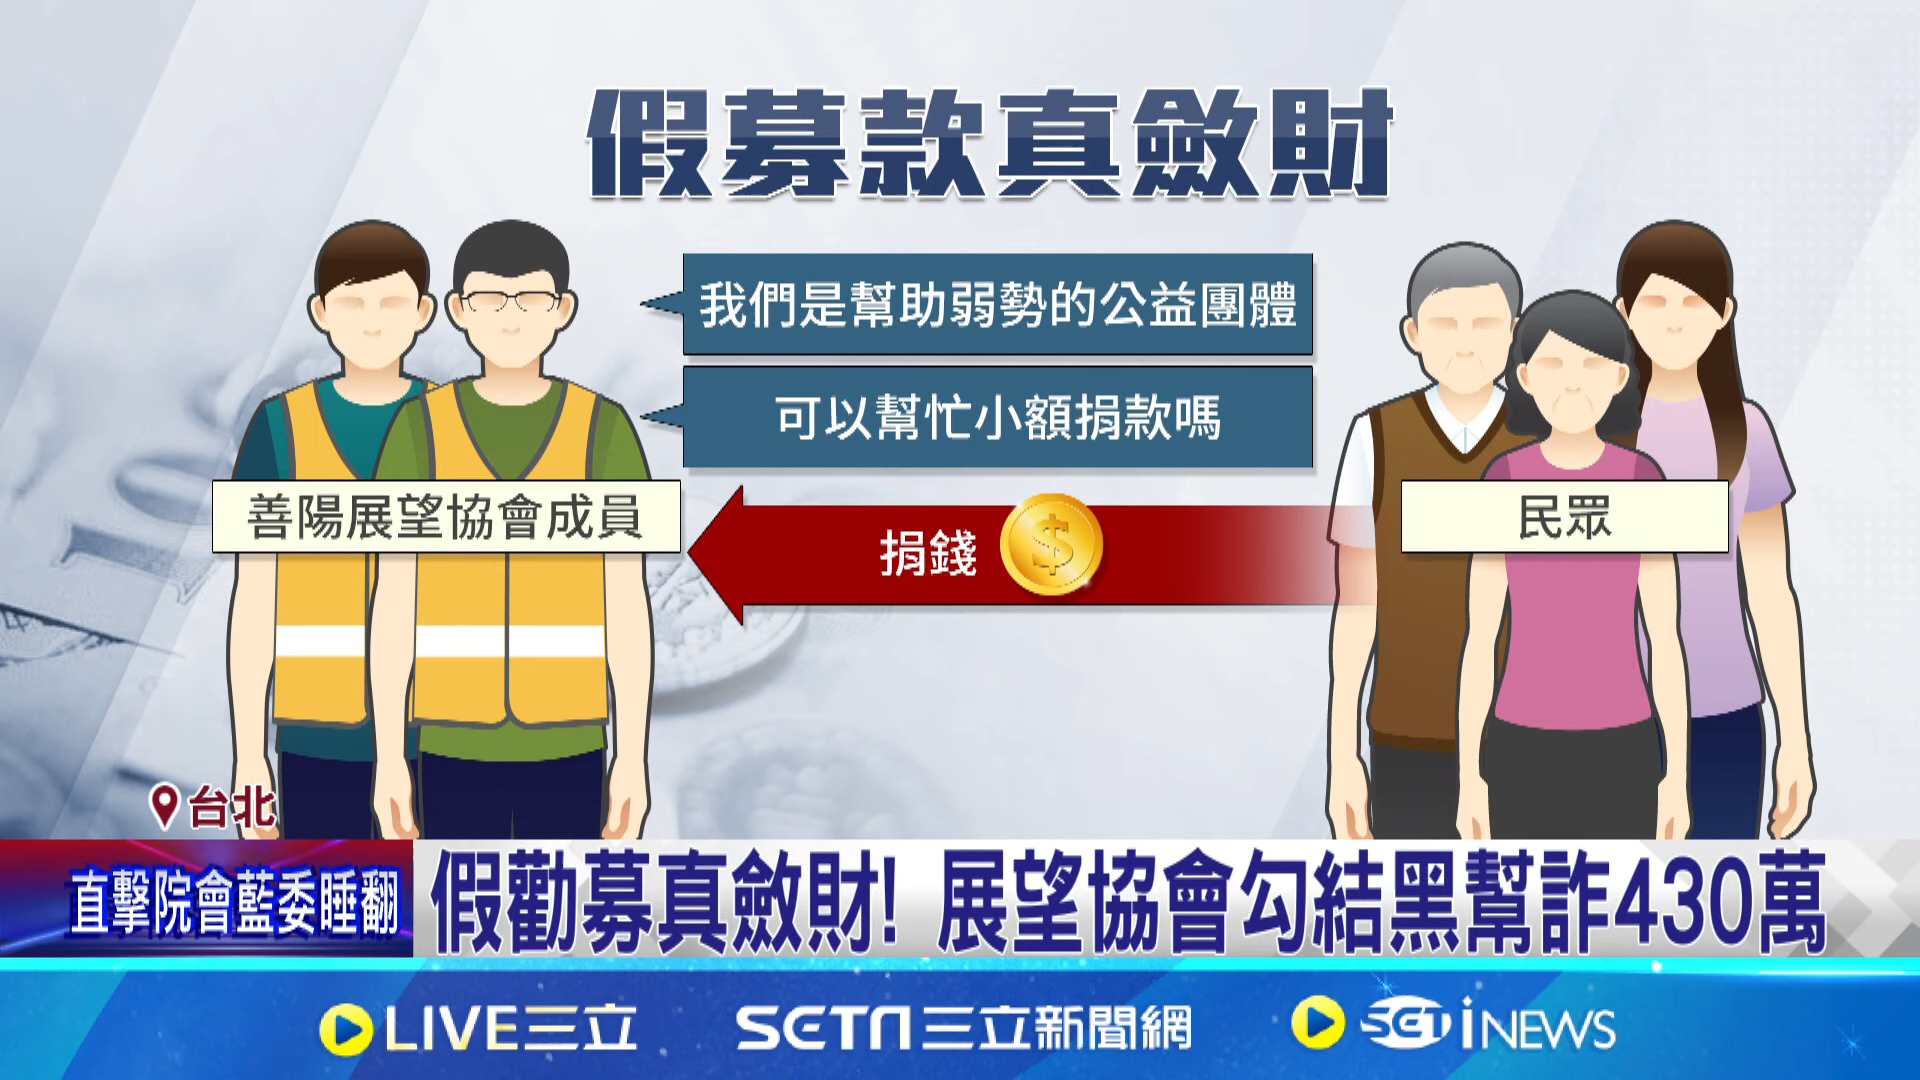 假募款真斂財
我們是幫助弱勢的公益團體
可以幫忙小額捐款嗎
善陽展望協會成員
捐錢
民眾
台北
直擊院會藍委睡翻
假勸募真斂財! 展望協會勾結黑幫詐430萬
LIVE三立
SETN三立新聞網
SET iNEWS